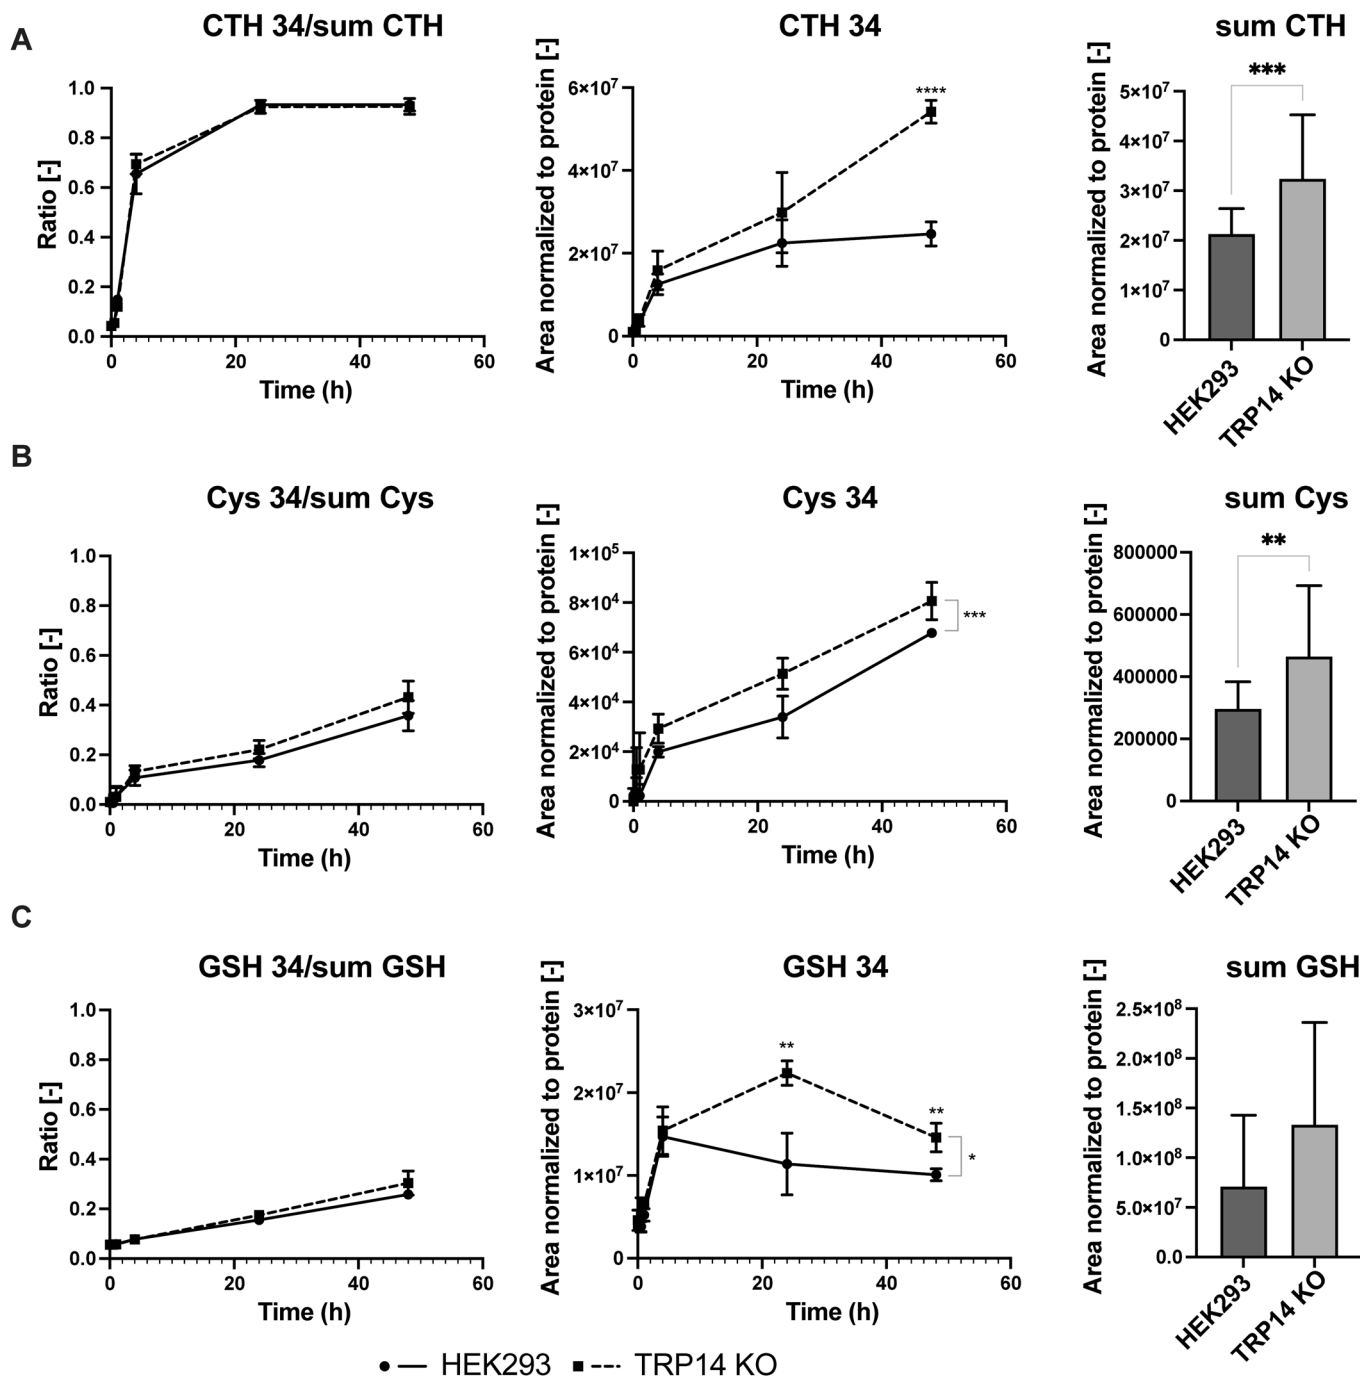 A
CTH 34/sum CTH
Ratio [-]
1.0
0.8
0.6
0.4
0.2
0.0
0 20 40 60
Time (h)
CTH 34
Area normalized to protein [-]
6×10⁷
4×10⁷
2×10⁷
0
****
0 20 40 60
Time (h)
sum CTH
Area normalized to protein [-]
5×10⁷
4×10⁷
3×10⁷
2×10⁷
1×10⁷
0
***
HEK293
TRP14 KO
B
Cys 34/sum Cys
Ratio [-]
1.0
0.8
0.6
0.4
0.2
0.0
0 20 40 60
Time (h)
Cys 34
Area normalized to protein [-]
1×10⁵
8×10⁴
6×10⁴
4×10⁴
2×10⁴
0
***
0 20 40 60
Time (h)
sum Cys
Area normalized to protein [-]
800000
600000
400000
200000
0
**
HEK293
TRP14 KO
C
GSH 34/sum GSH
Ratio [-]
1.0
0.8
0.6
0.4
0.2
0.0
0 20 40 60
Time (h)
GSH 34
Area normalized to protein [-]
3×10⁷
2×10⁷
1×10⁷
0
**
**
*
0 20 40 60
Time (h)
sum GSH
Area normalized to protein [-]
2.5×10⁸
2.0×10⁸
1.5×10⁸
1.0×10⁸
5.0×10⁷
0.0
HEK293
TRP14 KO
HEK293 TRP14 KO